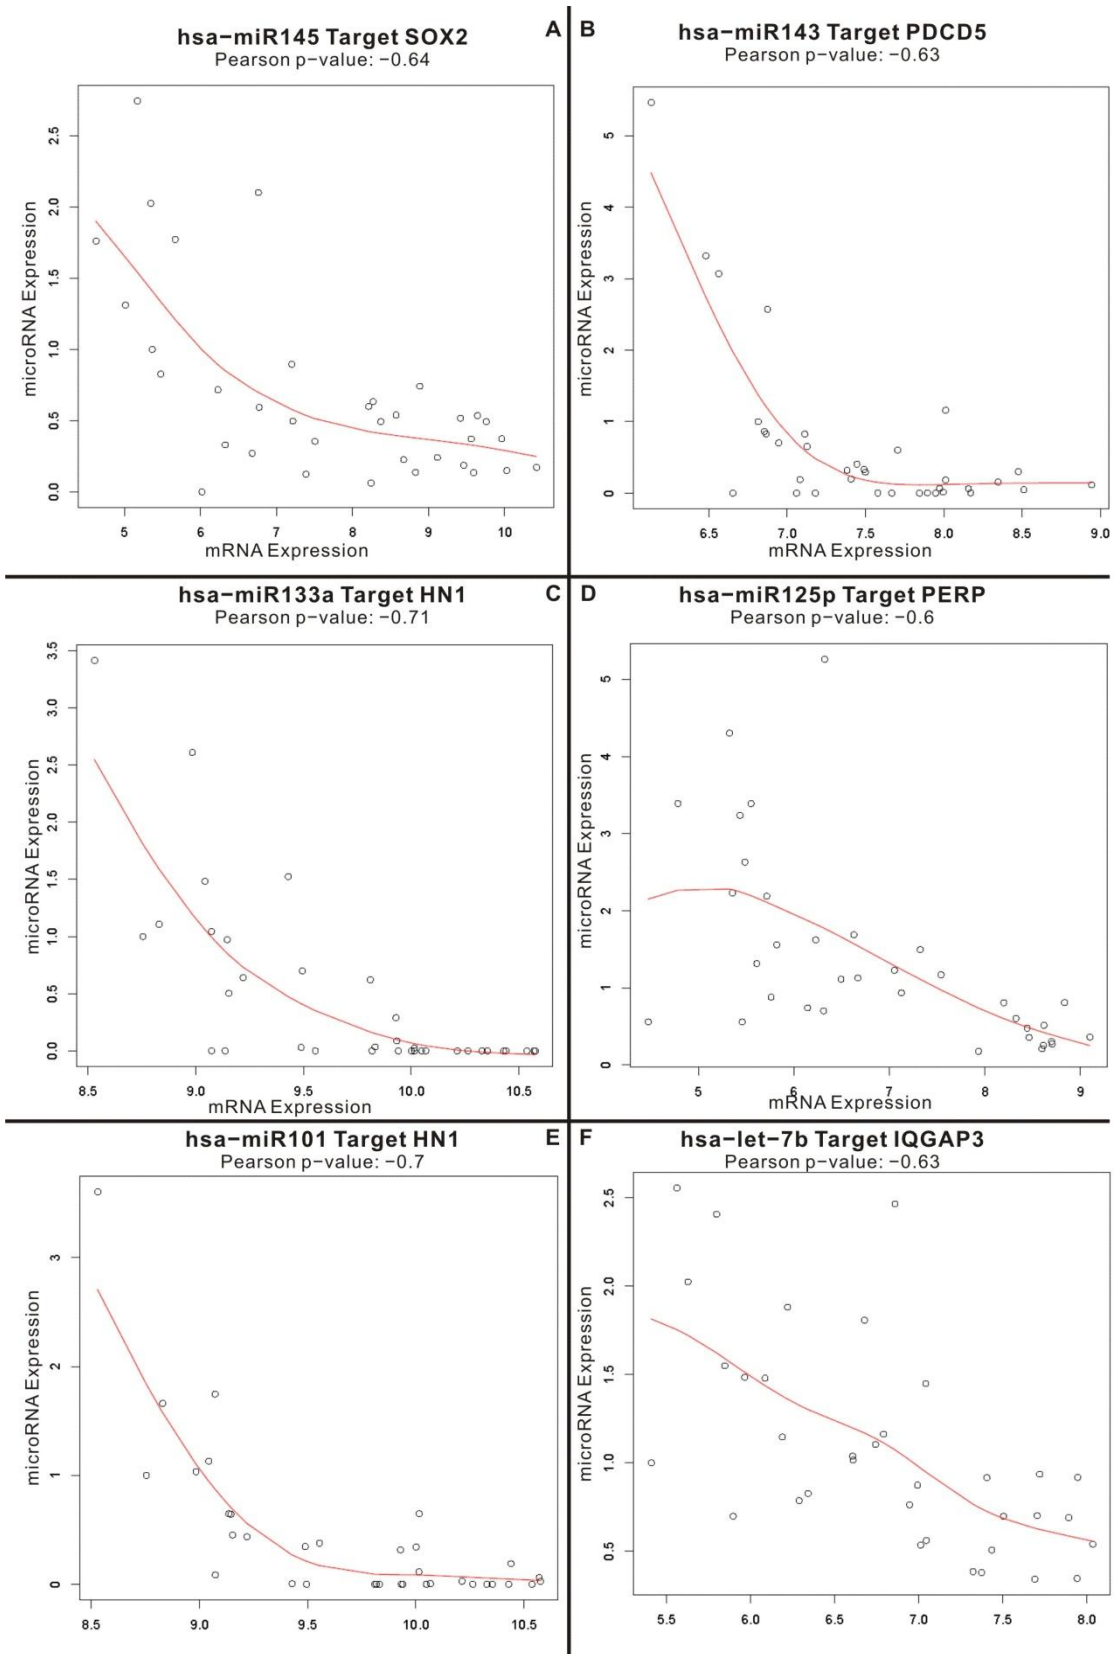 hsa−miR145 Target SOX2
A
Pearson p−value: −0.64
microRNA Expression
2.5
2.0
1.5
1.0
0.5
0.0
5 6 7 8 9 10
mRNA Expression
B
hsa−miR143 Target PDCD5
Pearson p−value: −0.63
microRNA Expression
5
4
3
2
1
0
6.5 7.0 7.5 8.0 8.5 9.0
mRNA Expression
hsa−miR133a Target HN1
C
Pearson p−value: −0.71
microRNA Expression
3.5
3.0
2.5
2.0
1.5
1.0
0.5
0.0
8.5 9.0 9.5 10.0 10.5
mRNA Expression
D
hsa−miR125p Target PERP
Pearson p−value: −0.6
microRNA Expression
5
4
3
2
1
0
5 6 7 8 9
mRNA Expression
hsa−miR101 Target HN1
E
Pearson p−value: −0.7
microRNA Expression
3
2
1
0
8.5 9.0 9.5 10.0 10.5
F
hsa−let−7b Target IQGAP3
Pearson p−value: −0.63
microRNA Expression
2.5
2.0
1.5
1.0
0.5
5.5 6.0 6.5 7.0 7.5 8.0